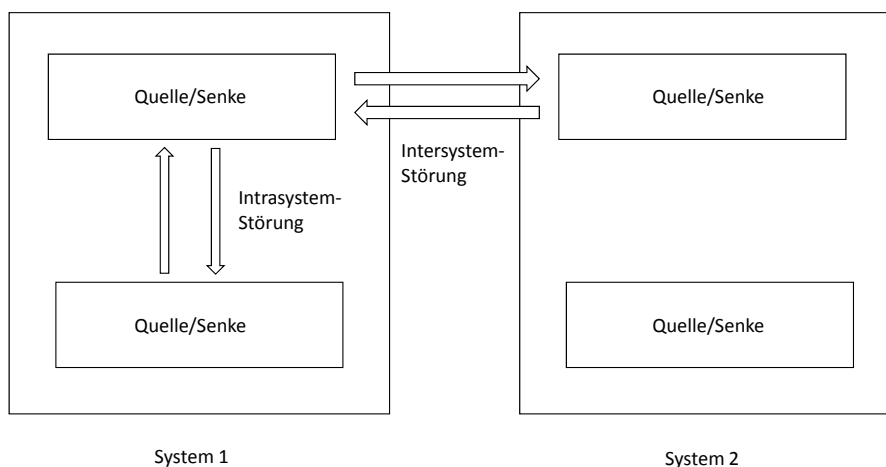 Quelle/Senke
Quelle/Senke
Intersystem-
Störung
Intrasystem-
Störung
Quelle/Senke
Quelle/Senke
System 1
System 2